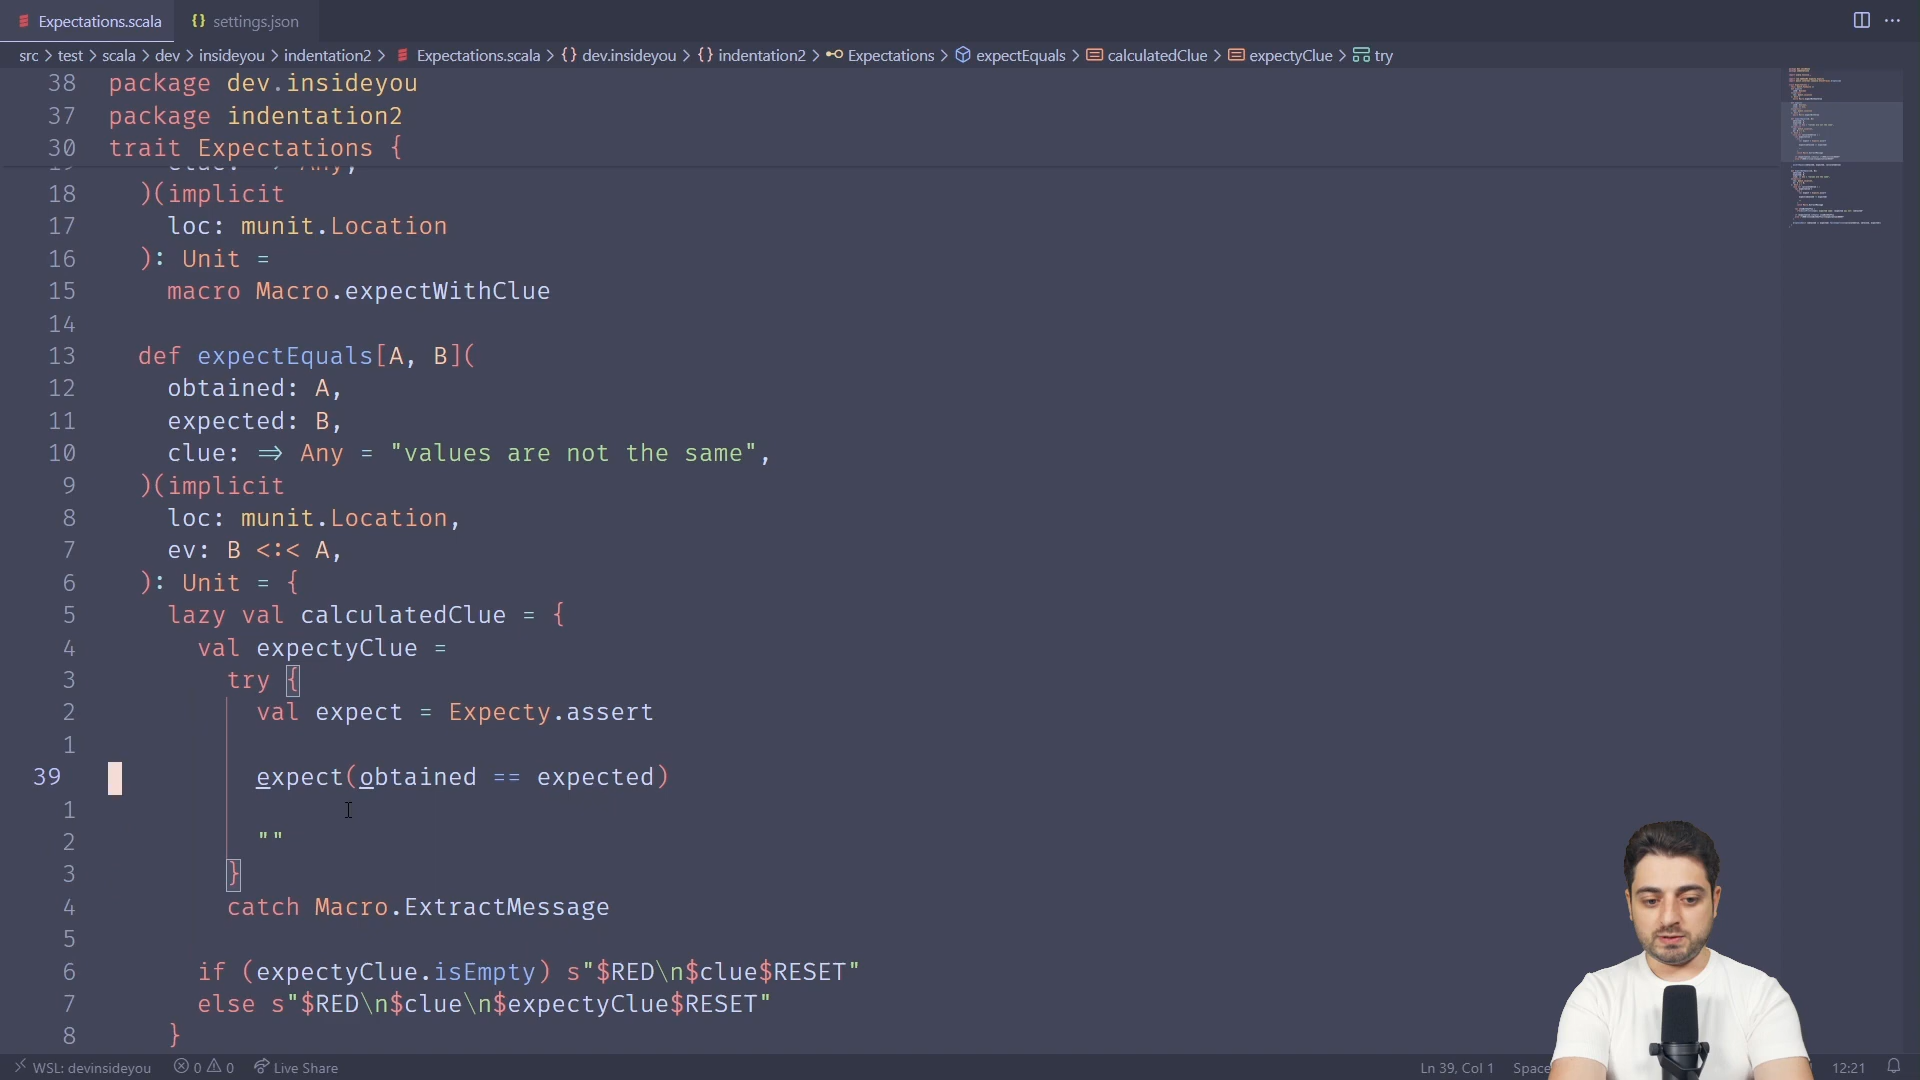 Expectations.scala
settings.json
src > test > scala > dev > insideyou > indentation2 > Expectations.scala > {} dev.insideyou > {} indentation2 > Expectations > expectEquals > calculatedClue > expectyClue > try
38 package dev.insideyou
37 package indentation2
30 trait Expectations {
18 )(implicit
17 loc: munit.Location
16 ): Unit =
15 macro Macro.expectWithClue
14
13 def expectEquals[A, B](
12 obtained: A,
11 expected: B,
10 clue: => Any = "values are not the same",
9 )(implicit
8 loc: munit.Location,
7 ev: B <:< A,
6 ): Unit = {
5 lazy val calculatedClue = {
4 val expectyClue =
3 try {
2 val expect = Expecty.assert
1
39 expect(obtained == expected)
1
2 ""
3 }
4 catch Macro.ExtractMessage
5
6 if (expectyClue.isEmpty) s"$RED\n$clue$RESET"
7 else s"$RED\n$clue\n$expectyClue$RESET"
8 }
WSL: devinsideyou 0 0 Live Share Ln 39, Col 1 12:21